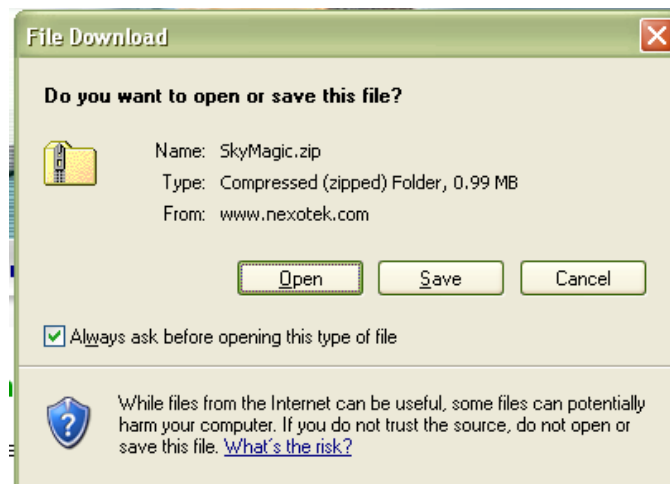 File Download
Do you want to open or save this file?
Name: SkyMagic.zip
Type: Compressed (zipped) Folder, 0.99 MB
From: www.nexotek.com
Open Save Cancel
Always ask before opening this type of file
While files from the Internet can be useful, some files can potentially
harm your computer. If you do not trust the source, do not open or
save this file. What's the risk?